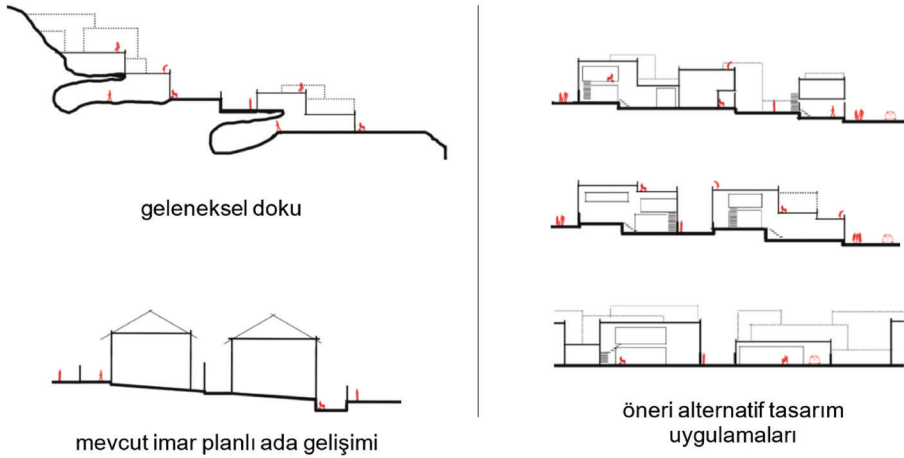 geleneksel doku
mevcut imar planlı ada gelişimi
öneri alternatif tasarım
uygulamaları